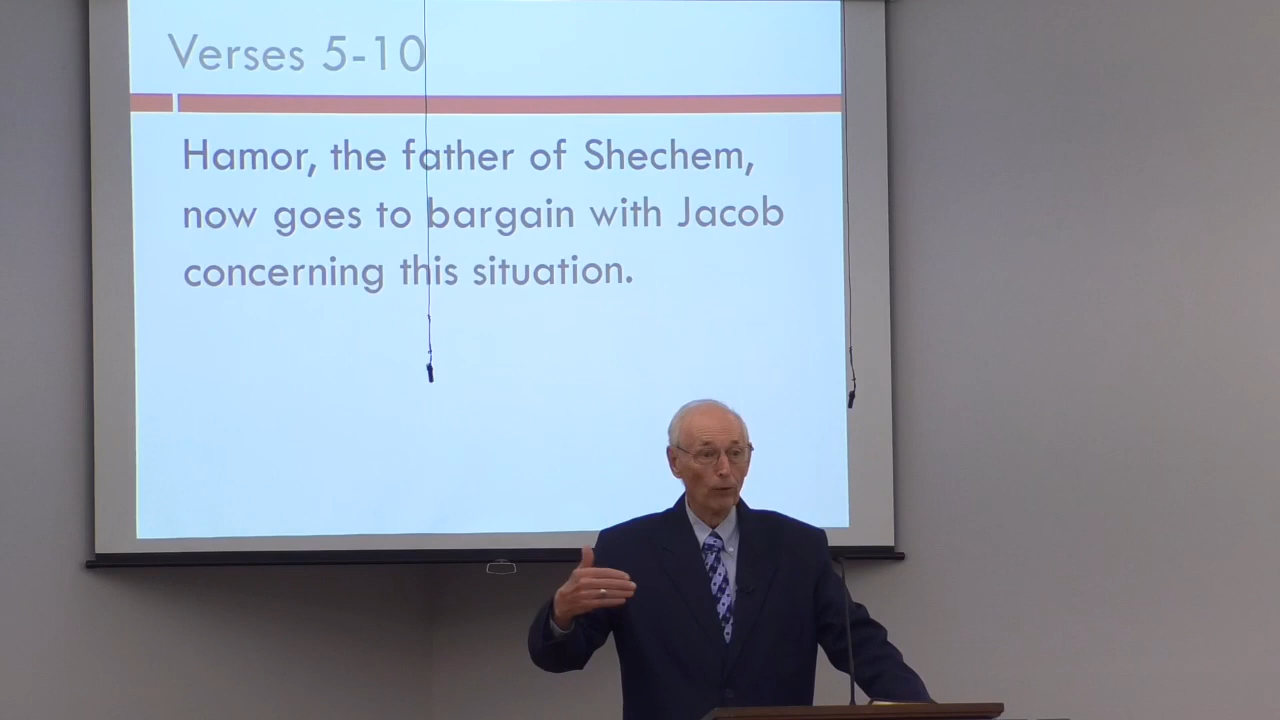 Verses 5-10
Hamor, the father of Shechem,
now goes to bargain with Jacob
concerning this situation.